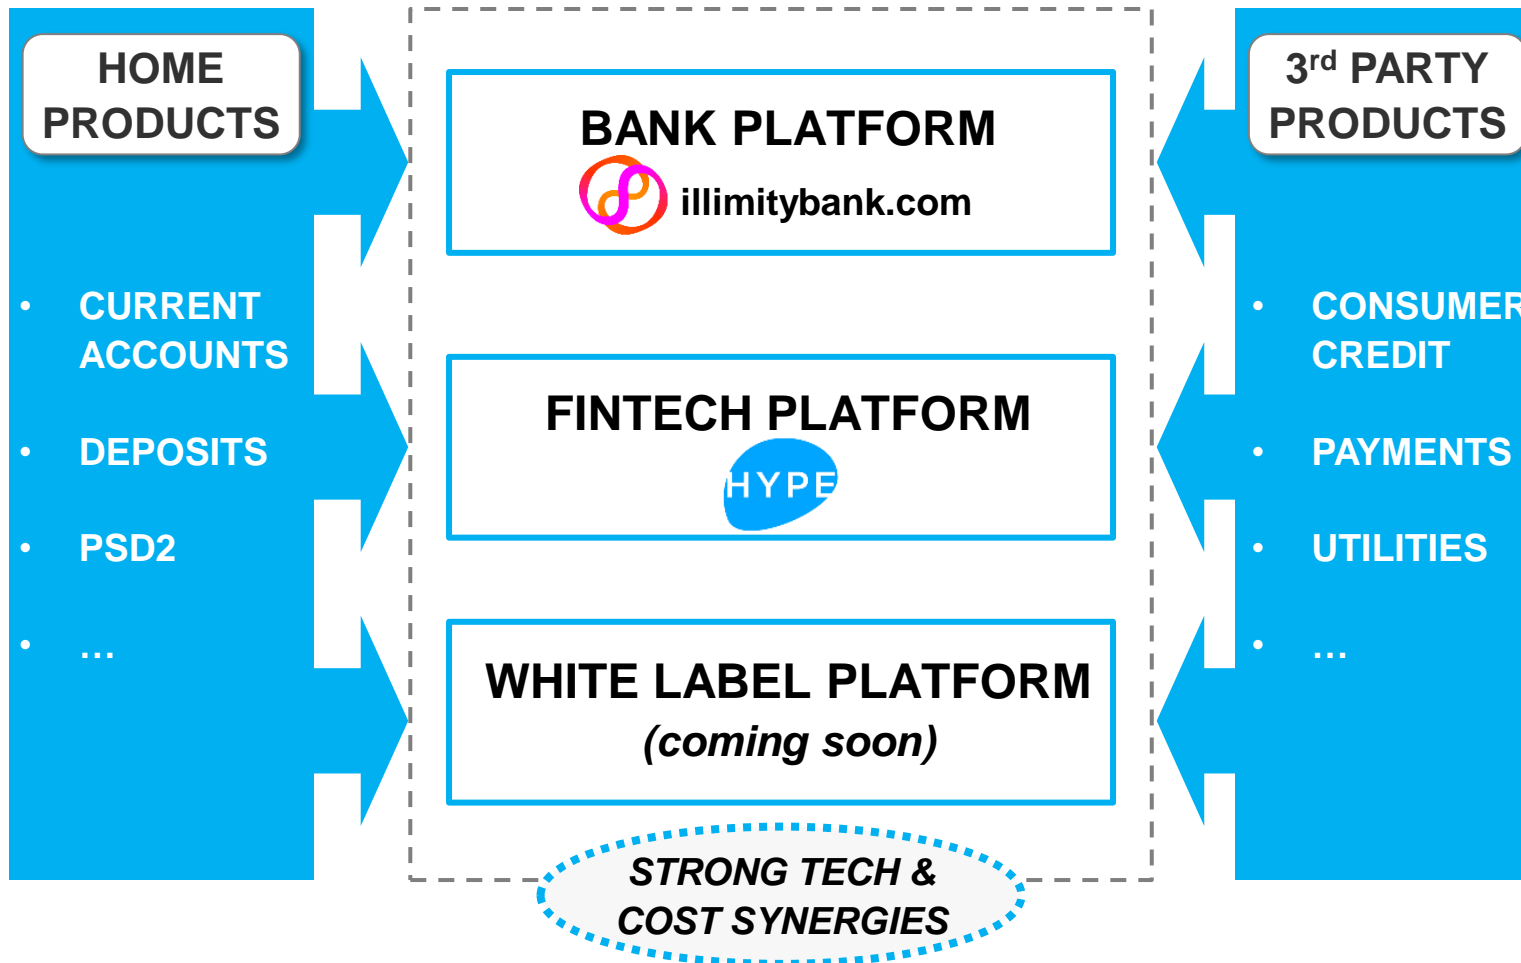 HOME
PRODUCTS
• CURRENT
ACCOUNTS
• DEPOSITS
• PSD2
• …
BANK PLATFORM
illimitybank.com
FINTECH PLATFORM
HYPE
WHITE LABEL PLATFORM
(coming soon)
STRONG TECH &
COST SYNERGIES
3rd PARTY
PRODUCTS
• CONSUMER
CREDIT
• PAYMENTS
• UTILITIES
• …